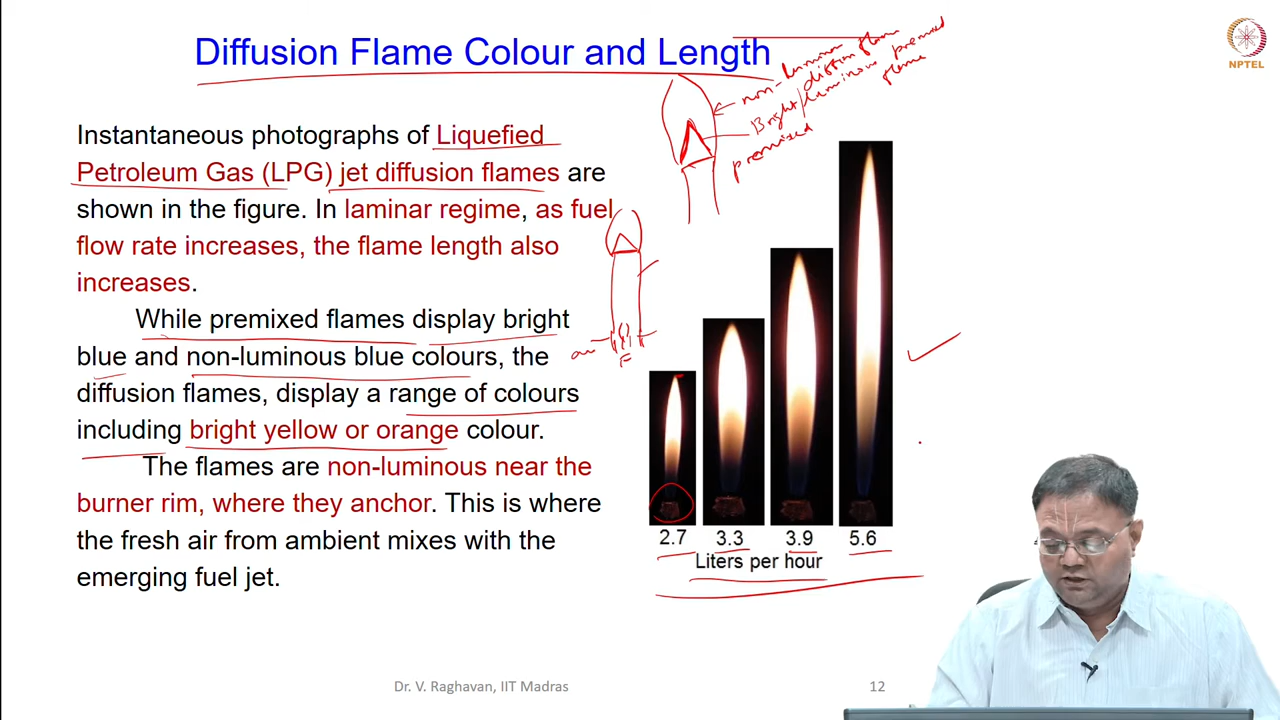 Diffusion Flame Colour and Length
NPTEL
non-luminous
diffusion flame
Bright/luminous premixed
flame
premixed
Instantaneous photographs of Liquefied
Petroleum Gas (LPG) jet diffusion flames are
shown in the figure. In laminar regime, as fuel
flow rate increases, the flame length also
increases.
While premixed flames display bright
blue and non-luminous blue colours, the
diffusion flames, display a range of colours
including bright yellow or orange colour.
The flames are non-luminous near the
burner rim, where they anchor. This is where
the fresh air from ambient mixes with the
emerging fuel jet.
F
2.7 3.3 3.9 5.6
Liters per hour
Dr. V. Raghavan, IIT Madras 12